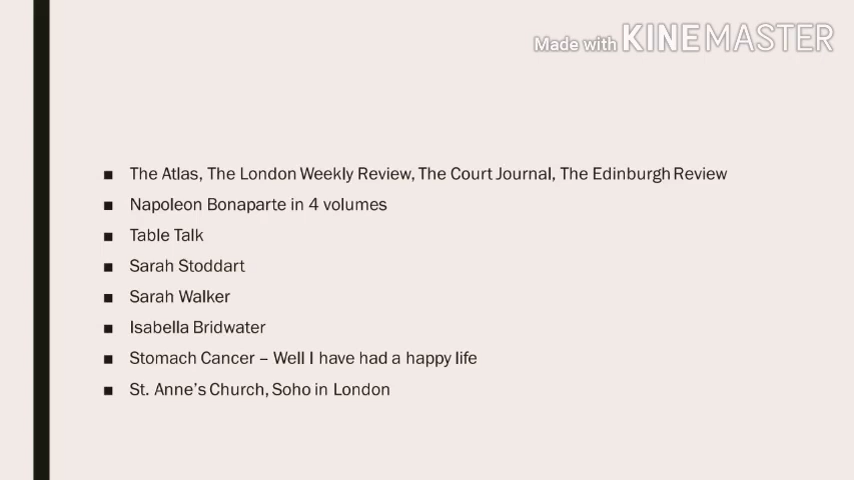 Made with KINEMASTER
The Atlas, The London Weekly Review, The Court Journal, The Edinburgh Review
Napoleon Bonaparte in 4 volumes
Table Talk
Sarah Stoddart
Sarah Walker
Isabella Bridwater
Stomach Cancer – Well I have had a happy life
St. Anne's Church, Soho in London